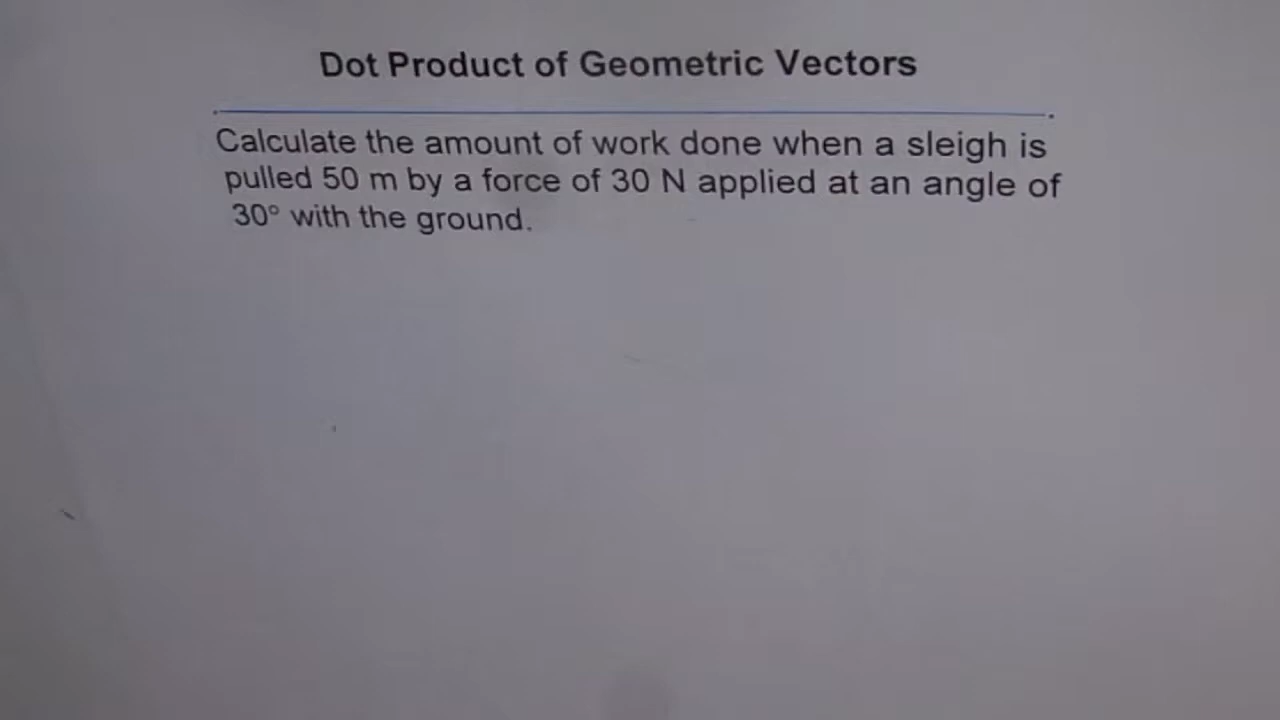 Dot Product of Geometric Vectors
Calculate the amount of work done when a sleigh is
pulled 50 m by a force of 30 N applied at an angle of
30° with the ground.